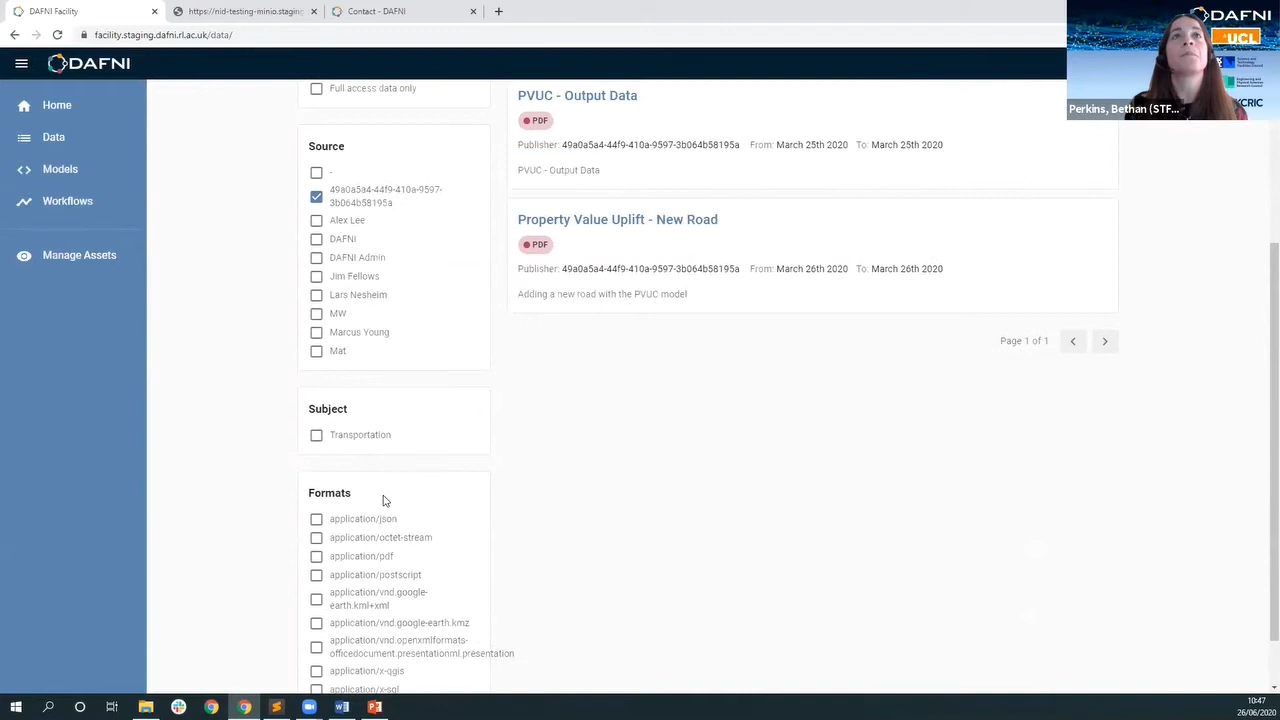 DAFNI Facility
https://nid-testing-minio.staging
Contact - DAFNI
facility.staging.dafni.rl.ac.uk/data/
DAFNI
DAFNI
UCL
Perkins, Bethan (STF...
Home
Data
Models
Workflows
Manage Assets
Full access data only
Source
-
49a0a5a4-44f9-410a-9597-
3b064b58195a
Alex Lee
DAFNI
DAFNI Admin
Jim Fellows
Lars Nesheim
MW
Marcus Young
Mat
Subject
Transportation
Formats
application/json
application/octet-stream
application/pdf
application/postscript
application/vnd.google-
earth.kml+xml
application/vnd.google-earth.kmz
application/vnd.openxmlformats-
officedocument.presentationml.presentation
application/x-qgis
application/x-sql
PVUC - Output Data
PDF
Publisher: 49a0a5a4-44f9-410a-9597-3b064b58195a From: March 25th 2020 To: March 25th 2020
PVUC - Output Data
Property Value Uplift - New Road
PDF
Publisher: 49a0a5a4-44f9-410a-9597-3b064b58195a From: March 26th 2020 To: March 26th 2020
Adding a new road with the PVUC model
Page 1 of 1
10:47
26/06/2020